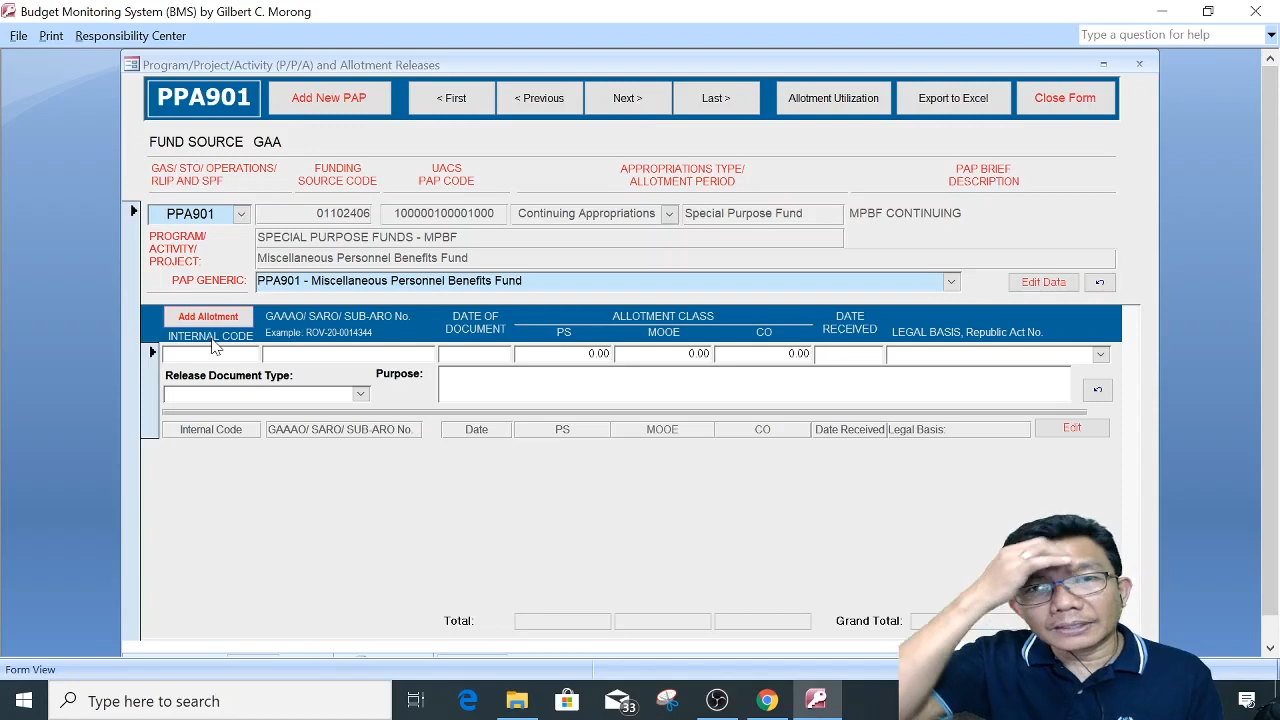 Budget Monitoring System (BMS) by Gilbert C. Morong
File Print Responsibility Center
Type a question for help
Program/Project/Activity (P/P/A) and Allotment Releases
PPA901 Add New PAP < First < Previous Next > Last > Allotment Utilization Export to Excel Close Form
FUND SOURCE GAA
GAS/ STO/ OPERATIONS/ RLIP AND SPF
FUNDING SOURCE CODE
UACS PAP CODE
APPROPRIATIONS TYPE/ ALLOTMENT PERIOD
PAP BRIEF DESCRIPTION
PPA901 01102406 100000100001000 Continuing Appropriations Special Purpose Fund MPBF CONTINUING
PROGRAM/ ACTIVITY/ PROJECT:
SPECIAL PURPOSE FUNDS - MPBF
Miscellaneous Personnel Benefits Fund
PAP GENERIC: PPA901 - Miscellaneous Personnel Benefits Fund Edit Data
Add Allotment
INTERNAL CODE
GAAAO/ SARO/ SUB-ARO No.
Example: ROV-20-0014344
DATE OF DOCUMENT
ALLOTMENT CLASS
PS MOOE CO
DATE RECEIVED
LEGAL BASIS, Republic Act No.
0.00 0.00 0.00
Release Document Type: Purpose:
Internal Code GAAAO/ SARO/ SUB-ARO No. Date PS MOOE CO Date Received Legal Basis: Edit
Total: Grand Total:
Form View
Type here to search
33